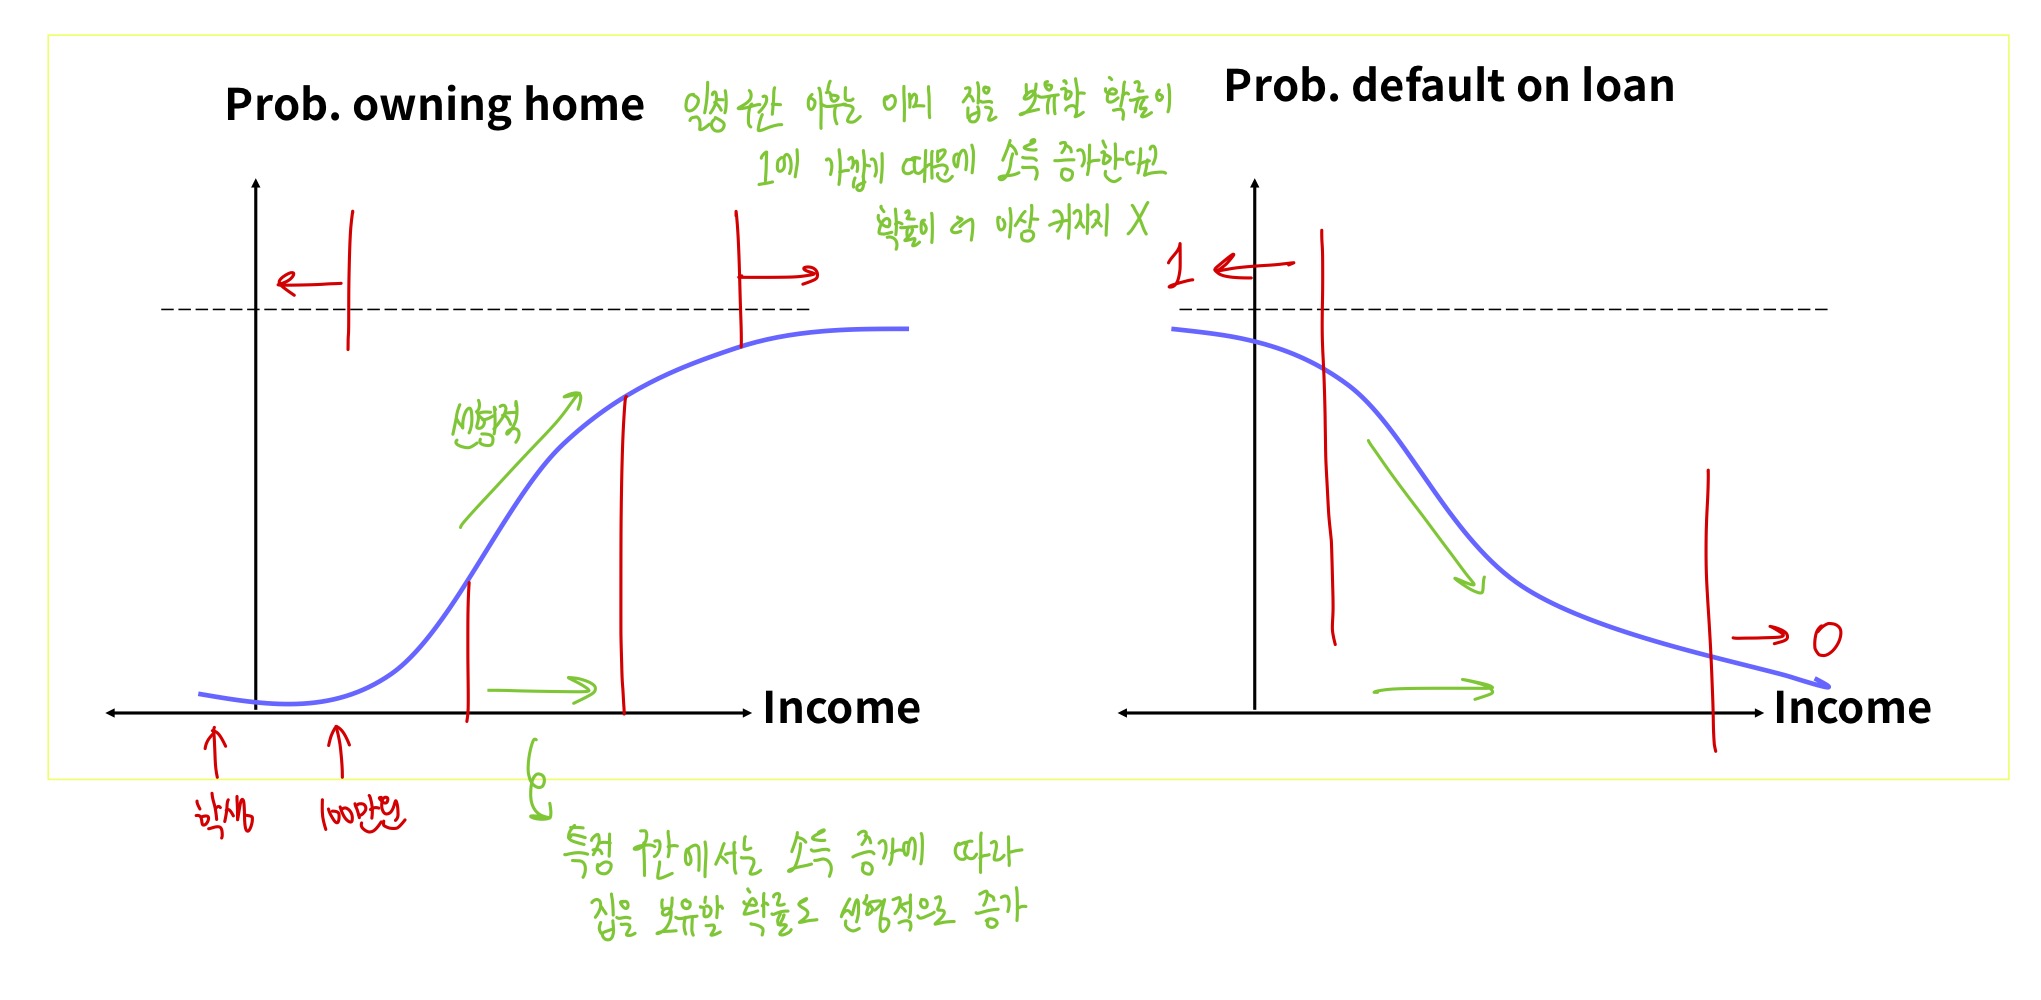 Prob. owning home
일정 구간 이후는 이미 집을 보유할 확률이
1에 가깝기 때문에 소득 증가한다고
확률이 더 이상 커지지 X
선형적
Income
학생
100만원
특정 구간에서는 소득 증가에 따라
집을 보유할 확률도 선형적으로 증가
Prob. default on loan
1
0
Income